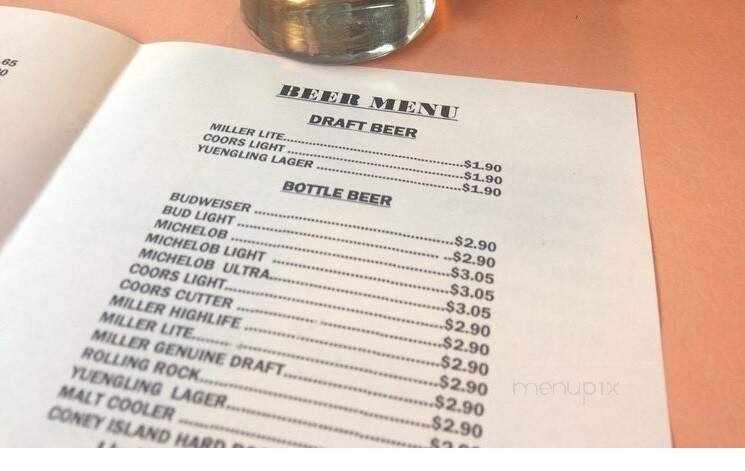 65
0
BEER MENU
DRAFT BEER
MILLER LITE....................$1.90
COORS LIGHT ....................$1.90
YUENGLING LAGER ....................$1.90
BOTTLE BEER
BUDWEISER ....................$2.90
BUD LIGHT ....................$2.90
MICHELOB ....................$3.05
MICHELOB LIGHT ....................$3.05
MICHELOB ULTRA....................$3.05
COORS LIGHT....................$2.90
COORS CUTTER ....................$2.90
MILLER HIGHLIFE ....................$2.90
MILLER LITE....................$2.90
MILLER GENUINE DRAFT....................$2.90
ROLLING ROCK....................$2.90
YUENGLING LAGER....................
MALT COOLER ....................
CONEY ISLAND HARD
menupix